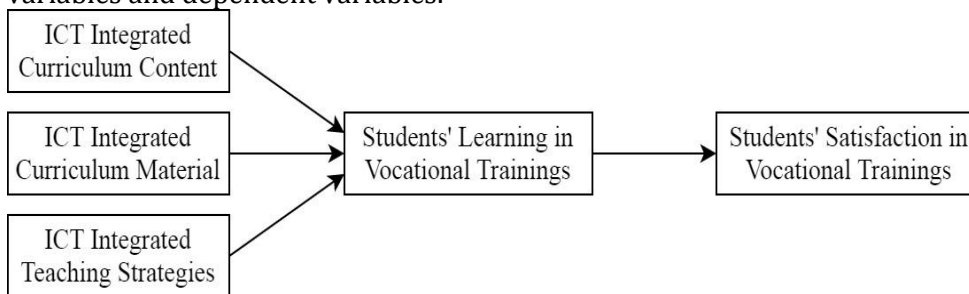 variables and dependent variables.
ICT Integrated
Curriculum Content
ICT Integrated
Curriculum Material
ICT Integrated
Teaching Strategies
Students' Learning in
Vocational Trainings
Students' Satisfaction in
Vocational Trainings